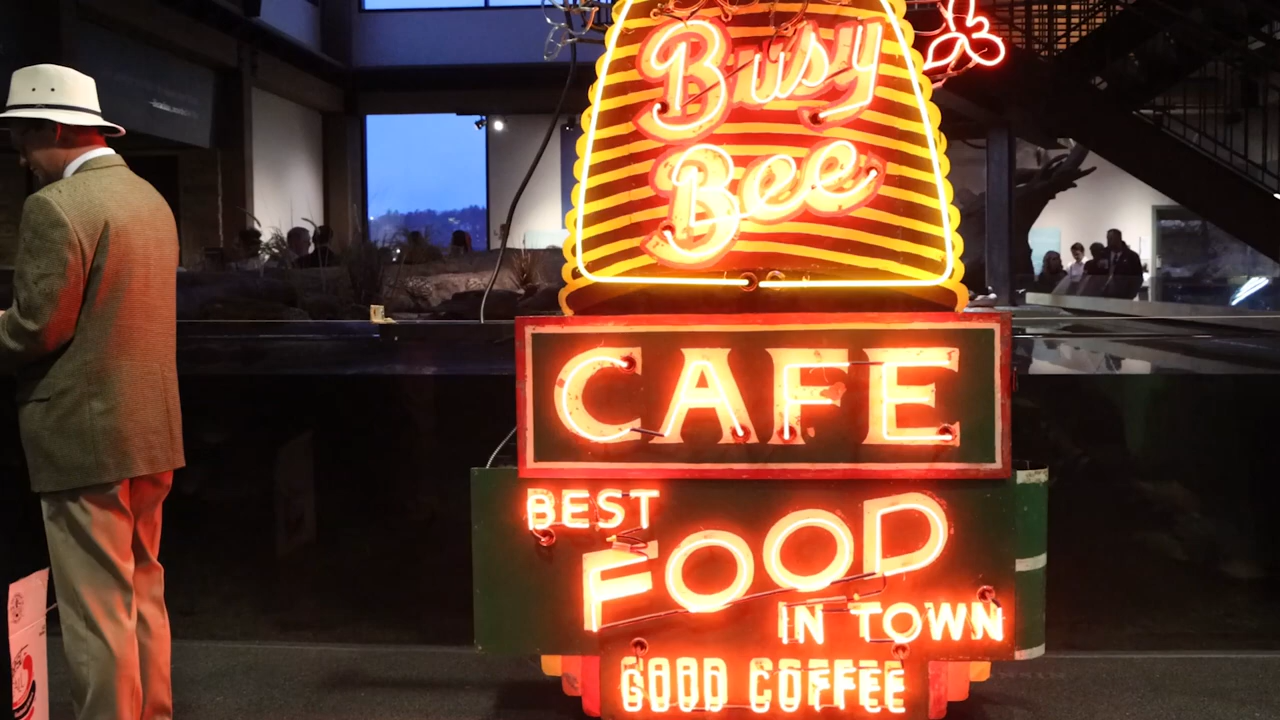 Busy
Bee
CAFE
BEST
FOOD
IN TOWN
GOOD COFFEE